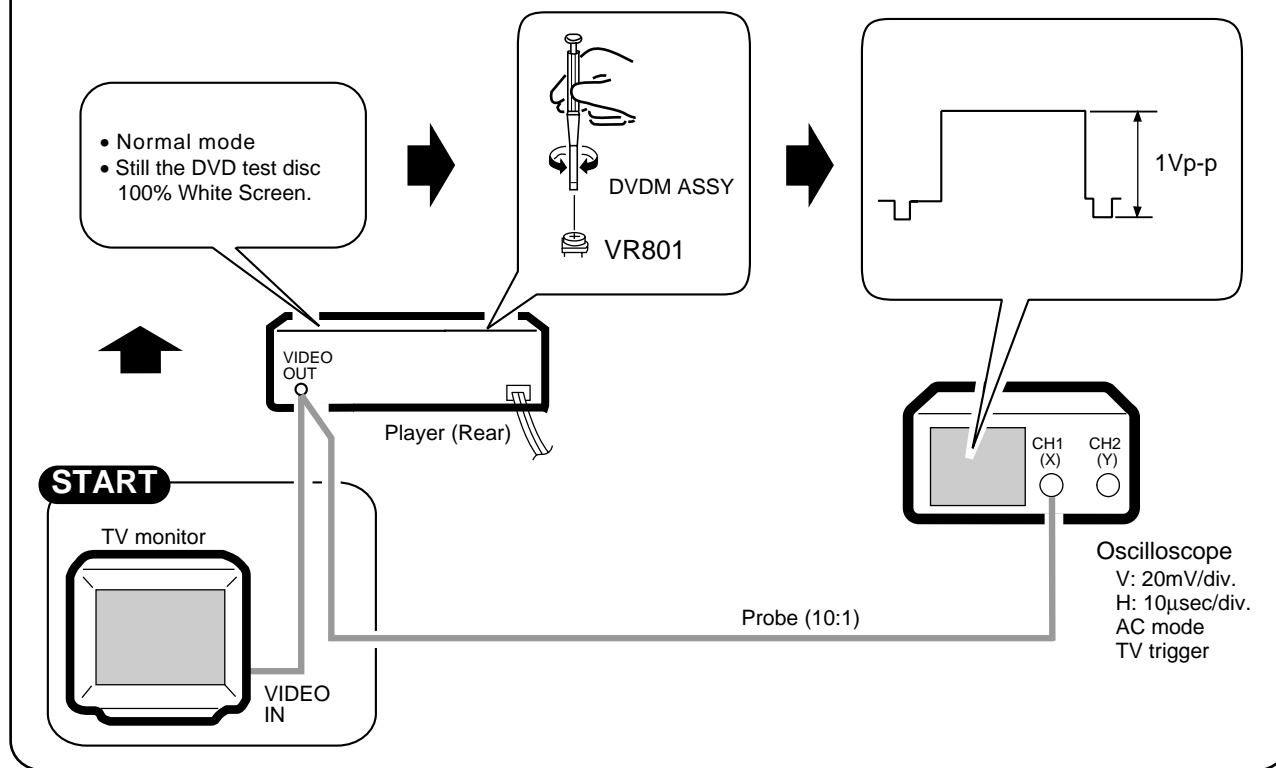 • Normal mode
• Still the DVD test disc
100% White Screen.
DVDM ASSY
VR801
1Vp-p
VIDEO
OUT
Player (Rear)
CH1
(X)
CH2
(Y)
START
TV monitor
VIDEO
IN
Probe (10:1)
Oscilloscope
V: 20mV/div.
H: 10μsec/div.
AC mode
TV trigger